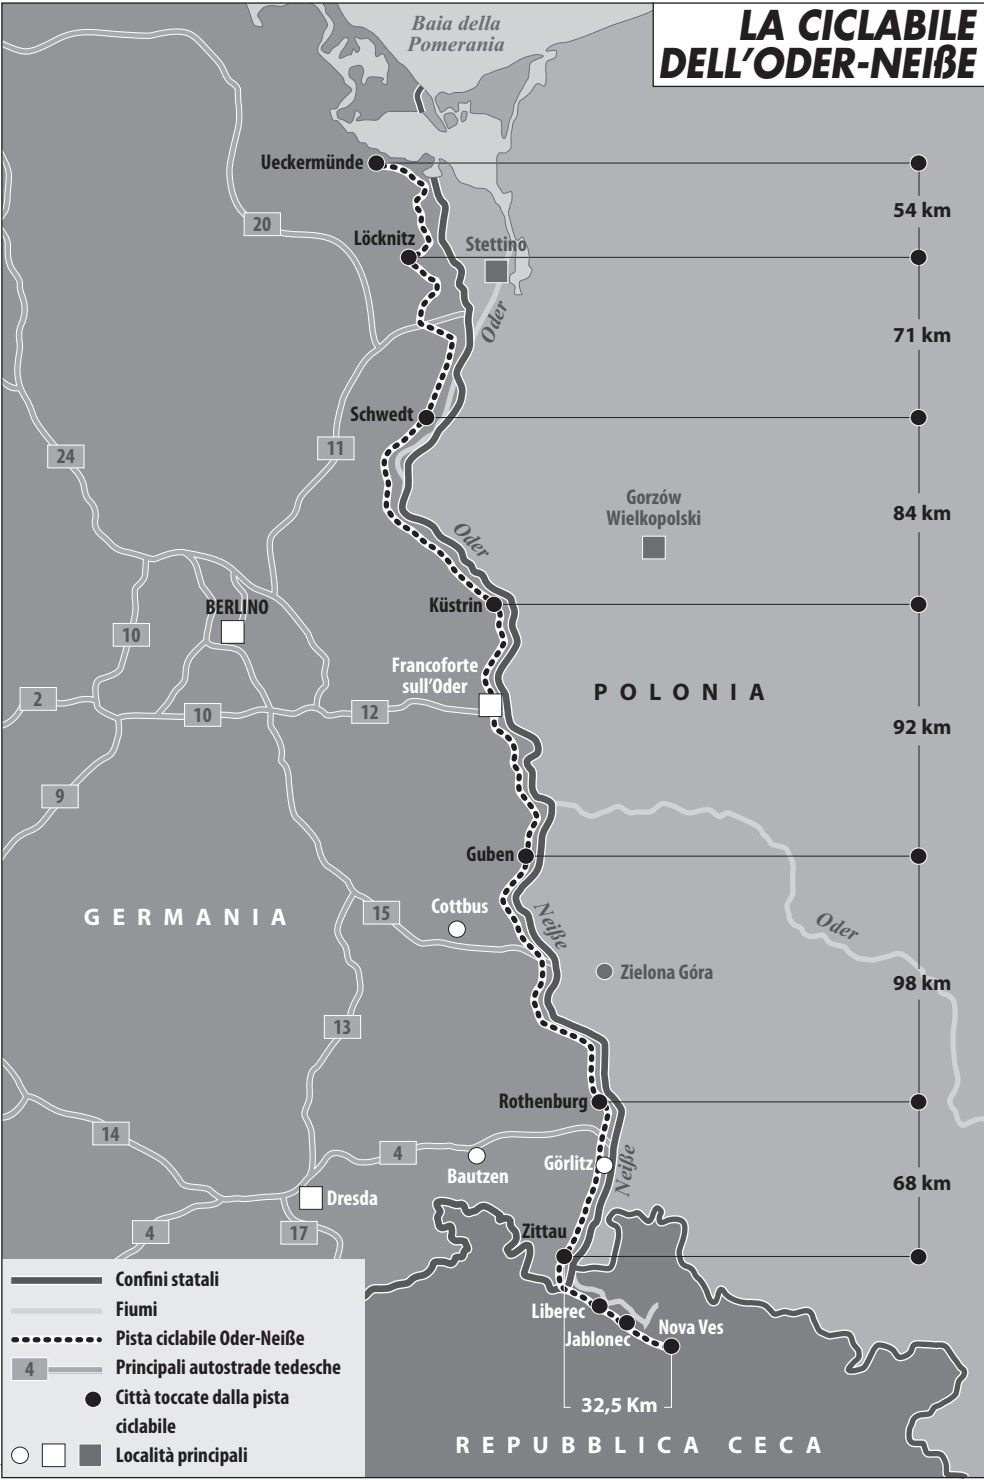 LA CICLABILE
DELL'ODER-NEIßE
Baia della
Pomerania
Ueckermünde
54 km
20
Löcknitz
Stettino
Oder
71 km
Schwedt
11
24
Gorzów
Wielkopolski
84 km
Oder
Küstrin
BERLINO
10
Francoforte
sull'Oder
POLONIA
2
10
12
92 km
9
Guben
Cottbus
15
GERMANIA
Neiße
Oder
Zielona Góra
98 km
13
Rothenburg
14
4
Bautzen
Görlitz
Neiße
68 km
Dresda
4
17
Zittau
Liberec
Jablonec
Nova Ves
32,5 Km
REPUBBLICA CECA
Confini statali
Fiumi
Pista ciclabile Oder-Neiße
4
Principali autostrade tedesche
Città toccate dalla pista
ciclabile
Località principali